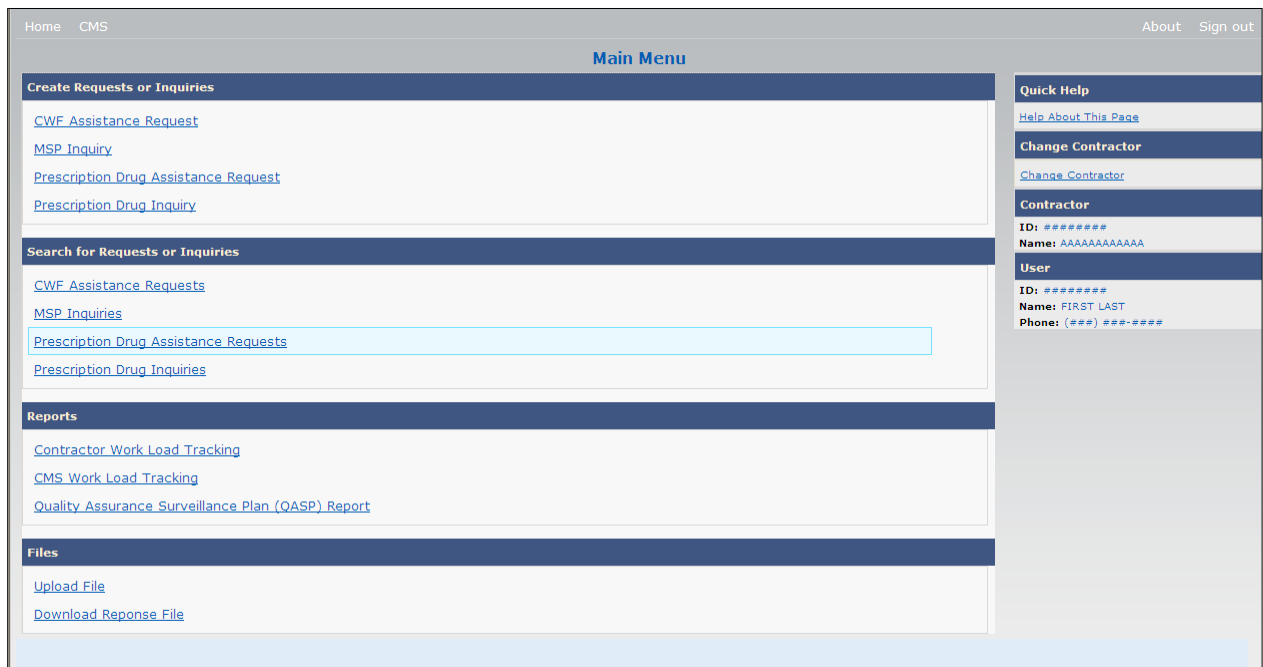 Home CMS About Sign out
Main Menu
Create Requests or Inquiries
CWF Assistance Request
MSP Inquiry
Prescription Drug Assistance Request
Prescription Drug Inquiry
Search for Requests or Inquiries
CWF Assistance Requests
MSP Inquiries
Prescription Drug Assistance Requests
Prescription Drug Inquiries
Reports
Contractor Work Load Tracking
CMS Work Load Tracking
Quality Assurance Surveillance Plan (QASP) Report
Files
Upload File
Download Reponse File
Quick Help
Help About This Page
Change Contractor
Change Contractor
Contractor
ID: ########
Name: AAAAAAAAAAAA
User
ID: ########
Name: FIRST LAST
Phone: (###) ###-####